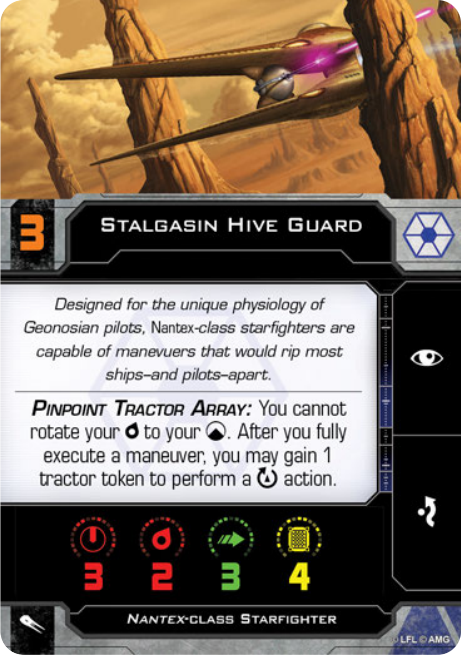 3
STALGASIN HIVE GUARD
Designed for the unique physiology of
Geonosian pilots, Nantex-class starfighters are
capable of manevuers that would rip most
ships–and pilots–apart.
PINPOINT TRACTOR ARRAY: You cannot
rotate your to your . After you fully
execute a maneuver, you may gain 1
tractor token to perform a action.
3 2 3 4
NANTEX-CLASS STARFIGHTER
LFL © AMG